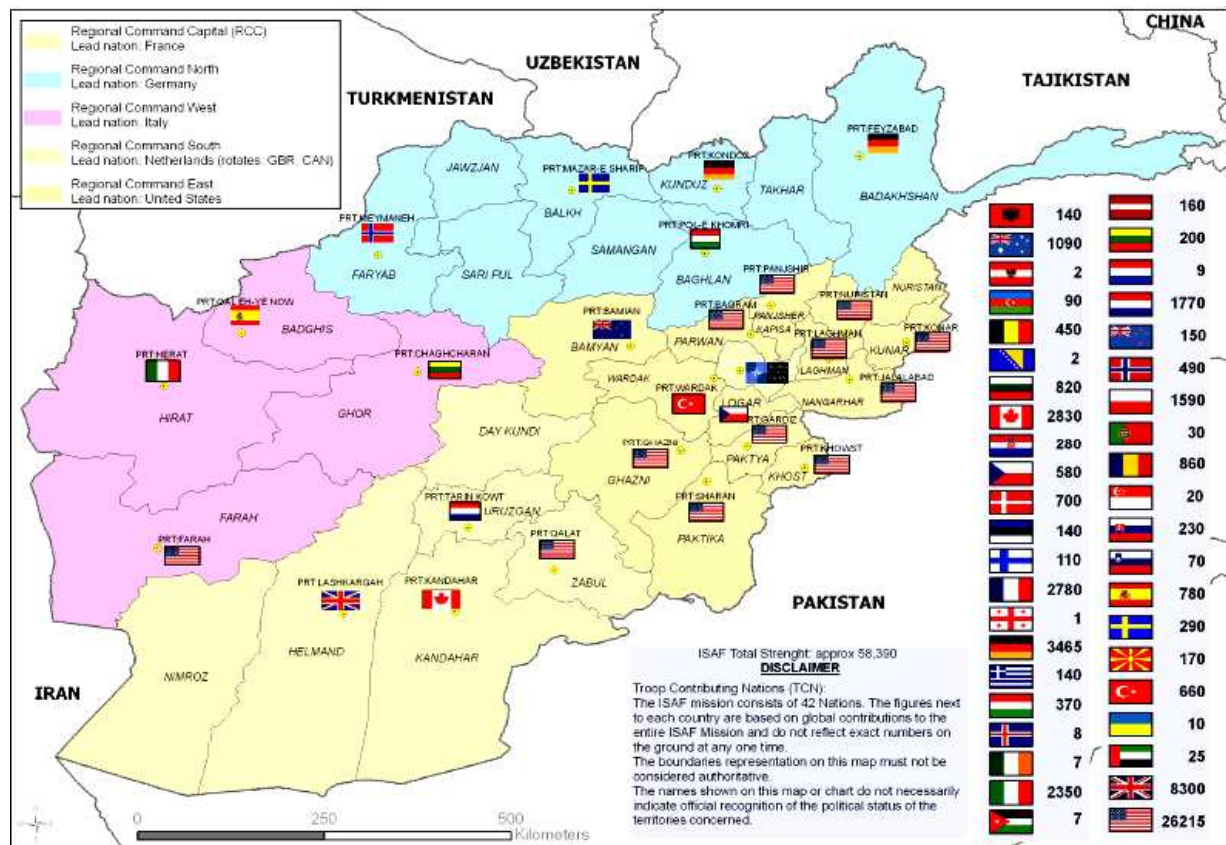 Regional Command Capital (RCC)
Lead nation: France
Regional Command North
Lead nation: Germany
Regional Command West
Lead nation: Italy
Regional Command South
Lead nation: Netherlands (rotates: GBR, CAN)
Regional Command East
Lead nation: United States
CHINA
UZBEKISTAN
TAJIKISTAN
TURKMENISTAN
PRT:FEYZABAD
JAWZJAN
PRT:MAZAR-E SHARIF
PRT:KONDOZ
KUNDUZ
TAKHAR
BADAKHSHAN
BALKH
PRT:MEYMANEH
PRT:POL-E KHOMRI
SAMANGAN
FARYAB
SARI PUL
BAGHLAN
PRT:PANJSHIR
PRT:NURISTAN
NURISTAN
PRT:QALEH-YE NOW
BADGHIS
PRT:BAMIAN
PRT:BAGRAM
PANJSHER
KAPISA
PRT:LAGHMAN
PRT:KONAR
BAMYAN
PARWAN
KUNAR
PRT:HERAT
PRT:CHAGHCHARAN
LAGHMAN
WARDAK
PRT:WARDAK
PRT:JALALABAD
HIRAT
GHOR
LOGAR
NANGARHAR
DAY KUNDI
PRT:GARDIZ
PRT:GHAZNI
PAKTYA
PRT:KHOWST
GHAZNI
KHOST
PRT:TARIN KOWT
URUZGAN
PRT:SHARAN
FARAH
PRT:FARAH
PRT:QALAT
PAKTIKA
ZABUL
PRT:LASHKARGAH
PRT:KANDAHAR
PAKISTAN
HELMAND
KANDAHAR
NIMROZ
IRAN
0
250
500
Kilometers
ISAF Total Strenght: approx 58,390
DISCLAIMER
Troop Contributing Nations (TCN):
The ISAF mission consists of 42 Nations. The figures next
to each country are based on global contributions to the
entire ISAF Mission and do not reflect exact numbers on
the ground at any one time.
The boundaries representation on this map must not be
considered authoritative.
The names shown on this map or chart do not necessarily
indicate official recognition of the political status of the
territories concerned.
140
1090
2
90
450
2
820
2830
280
580
700
140
110
2780
1
3465
140
370
8
7
2350
7
160
200
9
1770
150
490
1590
30
860
20
230
70
780
290
170
660
10
25
8300
26215